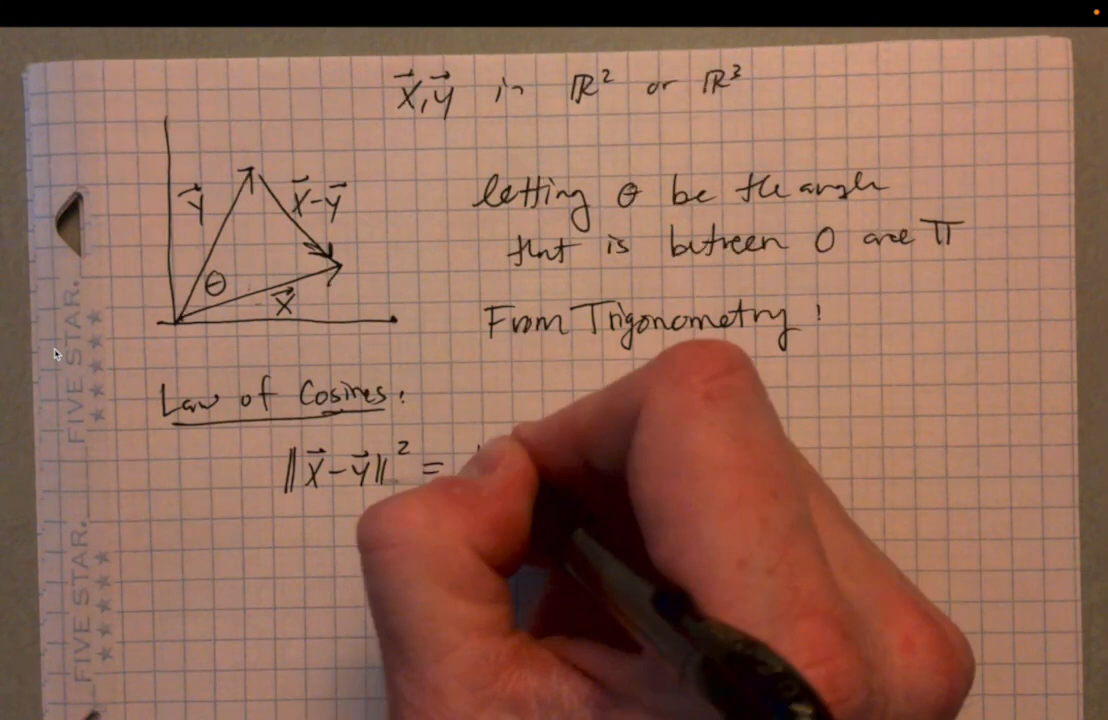 x⃗, y⃗ in ℝ² or ℝ³
y⃗
x⃗-y⃗
θ
x⃗
letting θ be the angle
that is between 0 and π
From Trigonometry:
Law of Cosines:
‖x⃗-y⃗‖² =
FIVE STAR.
★★★★
FIVE STAR.
★★★★★